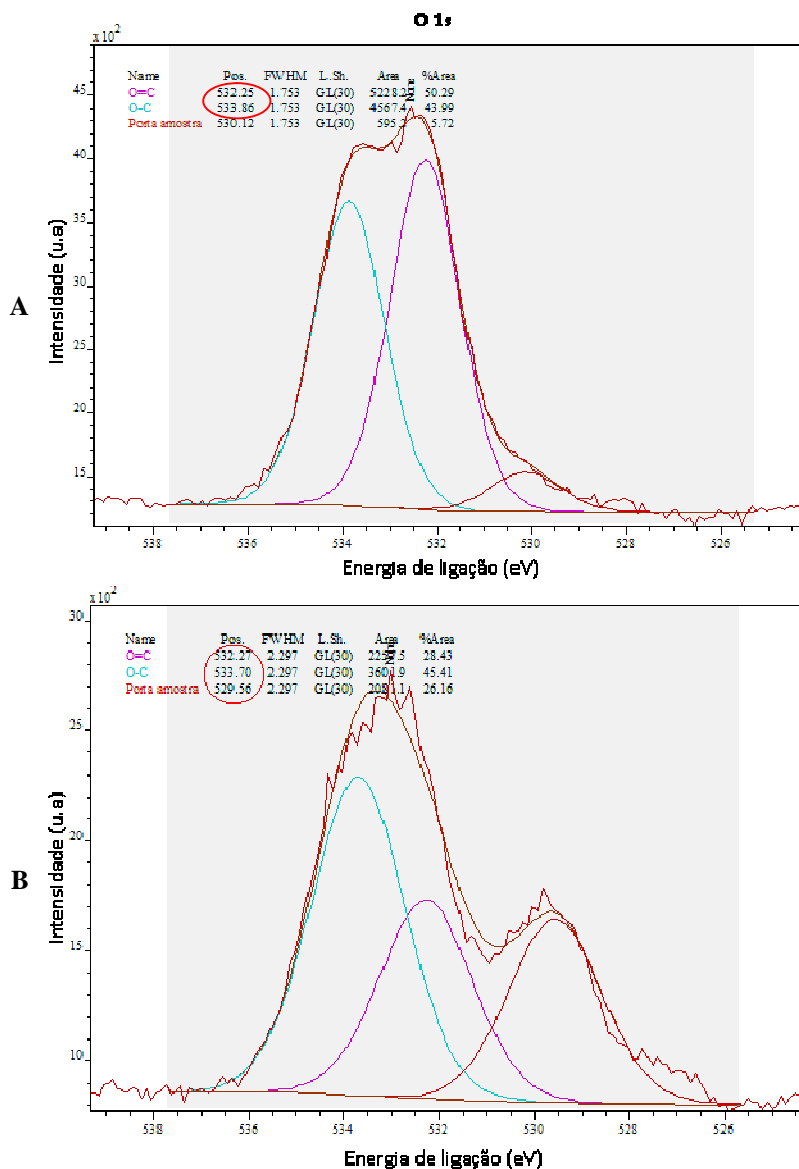 O 1s
x10²
Name Pos. FWHM L.Sh. Area %Area
O=C 532.25 1.753 GL(30) 5228.2 50.29
O-C 533.86 1.753 GL(30) 4567.4 43.99
Porta amostra 530.12 1.753 GL(30) 595. 5.72
45
40
35
30
25
20
15
Intensidade (u.a)
A
538 536 534 532 530 528 526
Energia de ligação (eV)
x10²
30
Name Pos. FWHM L.Sh. Area %Area
O=C 532.27 2.297 GL(30) 28.43
O-C 533.70 2.297 GL(30) 45.41
Porta amostra 529.56 2.297 GL(30) 26.16
25
20
15
10
Intensidade (u.a)
B
538 536 534 532 530 528 526
Energia de ligação (eV)